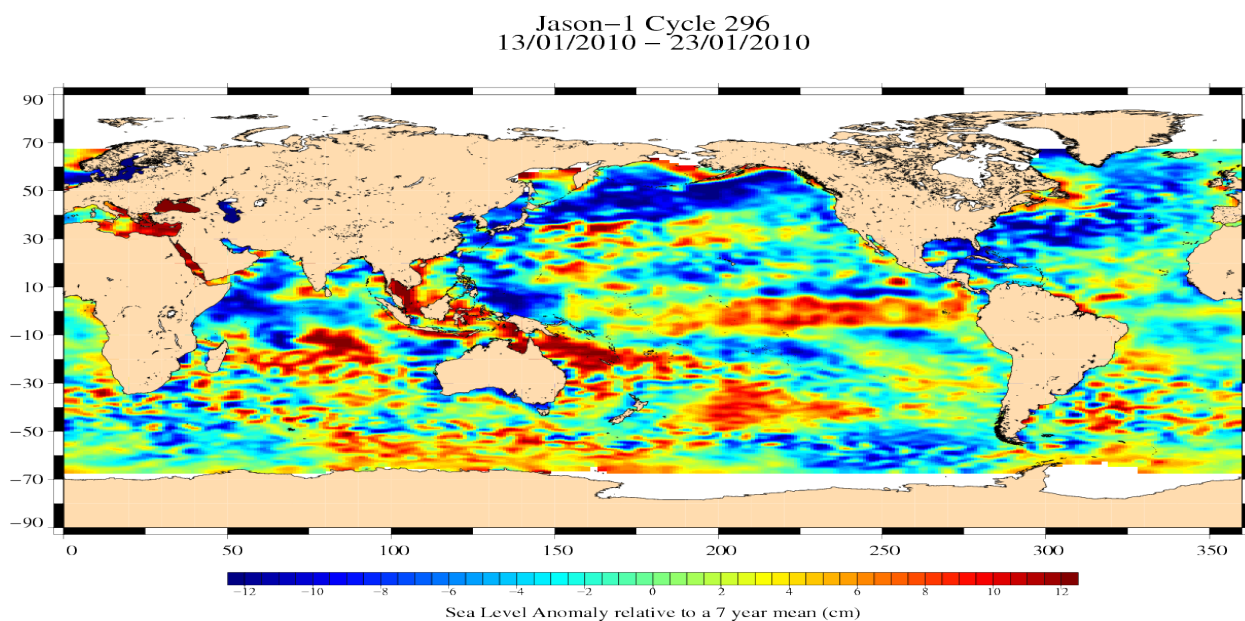 Jason−1 Cycle 296
13/01/2010 − 23/01/2010
90
70
50
30
10
−10
−30
−50
−70
−90
0 50 100 150 200 250 300 350
−12 −10 −8 −6 −4 −2 0 2 4 6 8 10 12
Sea Level Anomaly relative to a 7 year mean (cm)